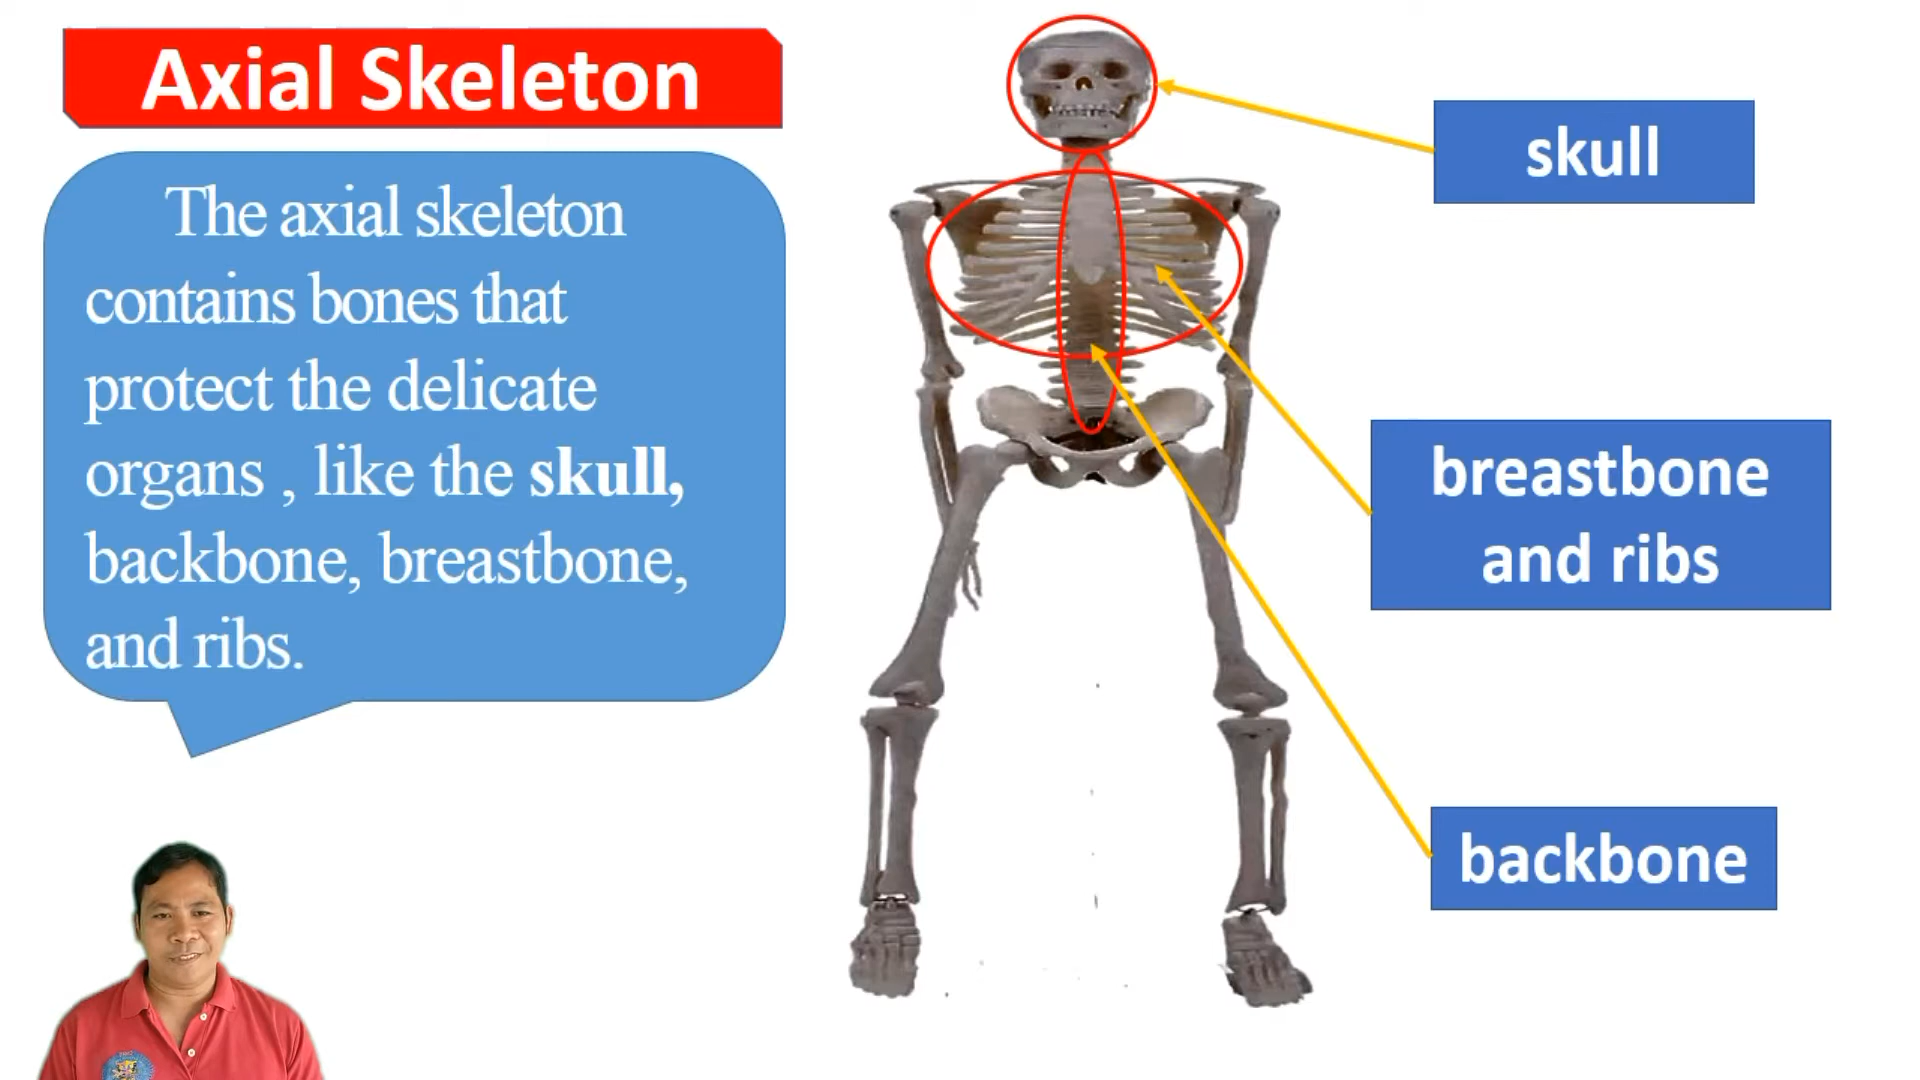 Axial Skeleton
The axial skeleton
contains bones that
protect the delicate
organs , like the skull,
backbone, breastbone,
and ribs.
skull
breastbone
and ribs
backbone